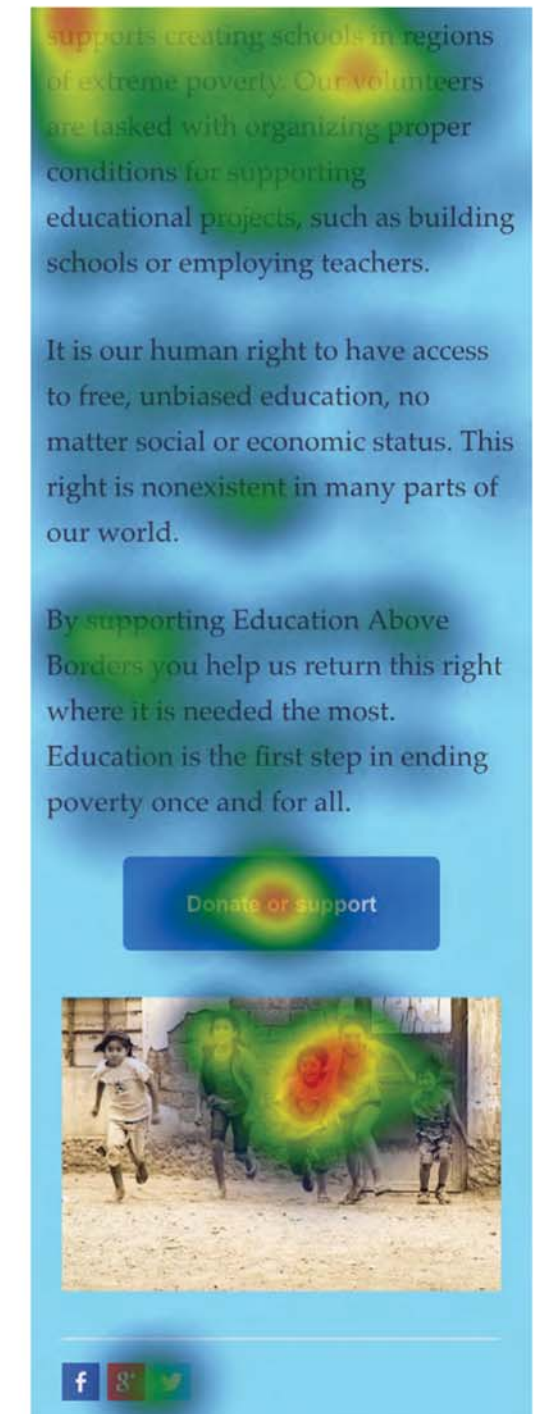 supports creating schools in regions
of extreme poverty. Our volunteers
are tasked with organizing proper
conditions for supporting
educational projects, such as building
schools or employing teachers.
It is our human right to have access
to free, unbiased education, no
matter social or economic status. This
right is nonexistent in many parts of
our world.
By supporting Education Above
Borders you help us return this right
where it is needed the most.
Education is the first step in ending
poverty once and for all.
Donate or support
f g+